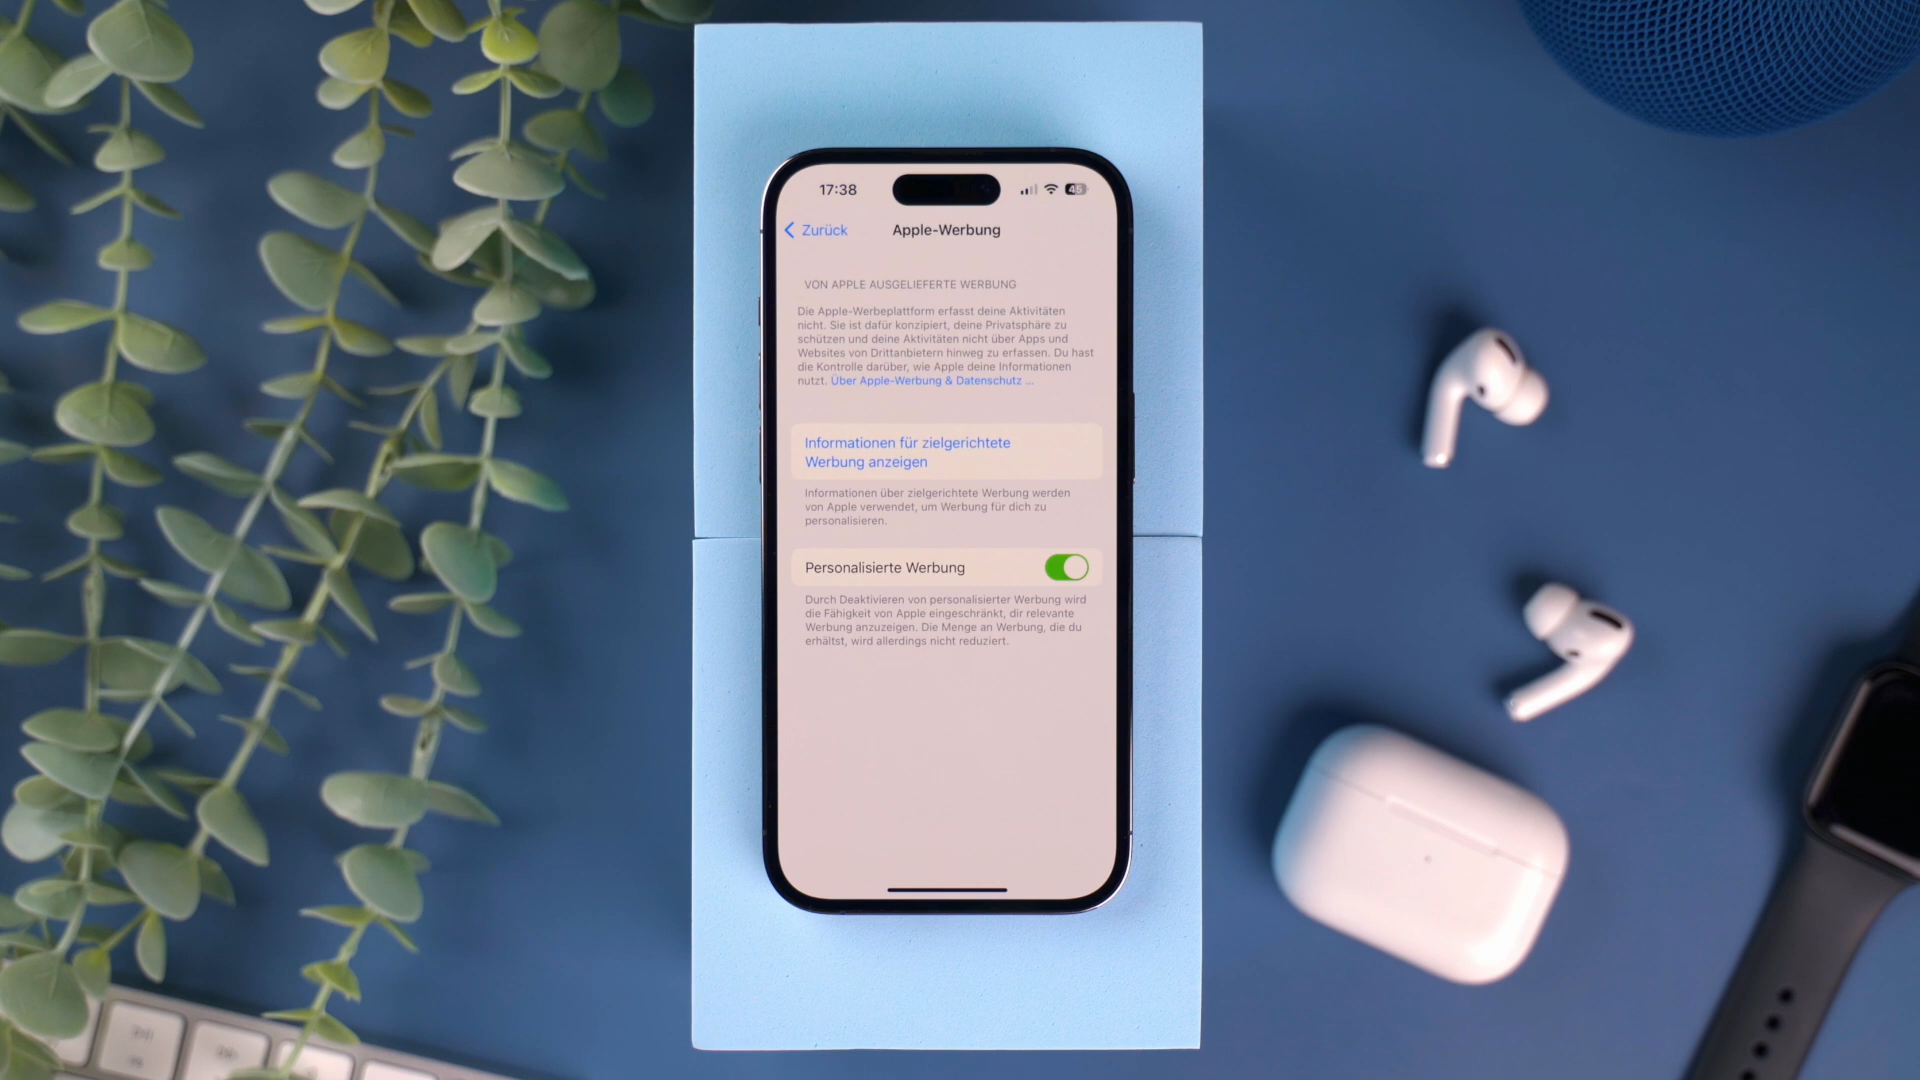 17:38
45
Zurück
Apple-Werbung
VON APPLE AUSGELIEFERTE WERBUNG
Die Apple-Werbeplattform erfasst deine Aktivitäten
nicht. Sie ist dafür konzipiert, deine Privatsphäre zu
schützen und deine Aktivitäten nicht über Apps und
Websites von Drittanbietern hinweg zu erfassen. Du hast
die Kontrolle darüber, wie Apple deine Informationen
nutzt. Über Apple-Werbung & Datenschutz ...
Informationen für zielgerichtete
Werbung anzeigen
Informationen über zielgerichtete Werbung werden
von Apple verwendet, um Werbung für dich zu
personalisieren.
Personalisierte Werbung
Durch Deaktivieren von personalisierter Werbung wird
die Fähigkeit von Apple eingeschränkt, dir relevante
Werbung anzuzeigen. Die Menge an Werbung, die du
erhältst, wird allerdings nicht reduziert.